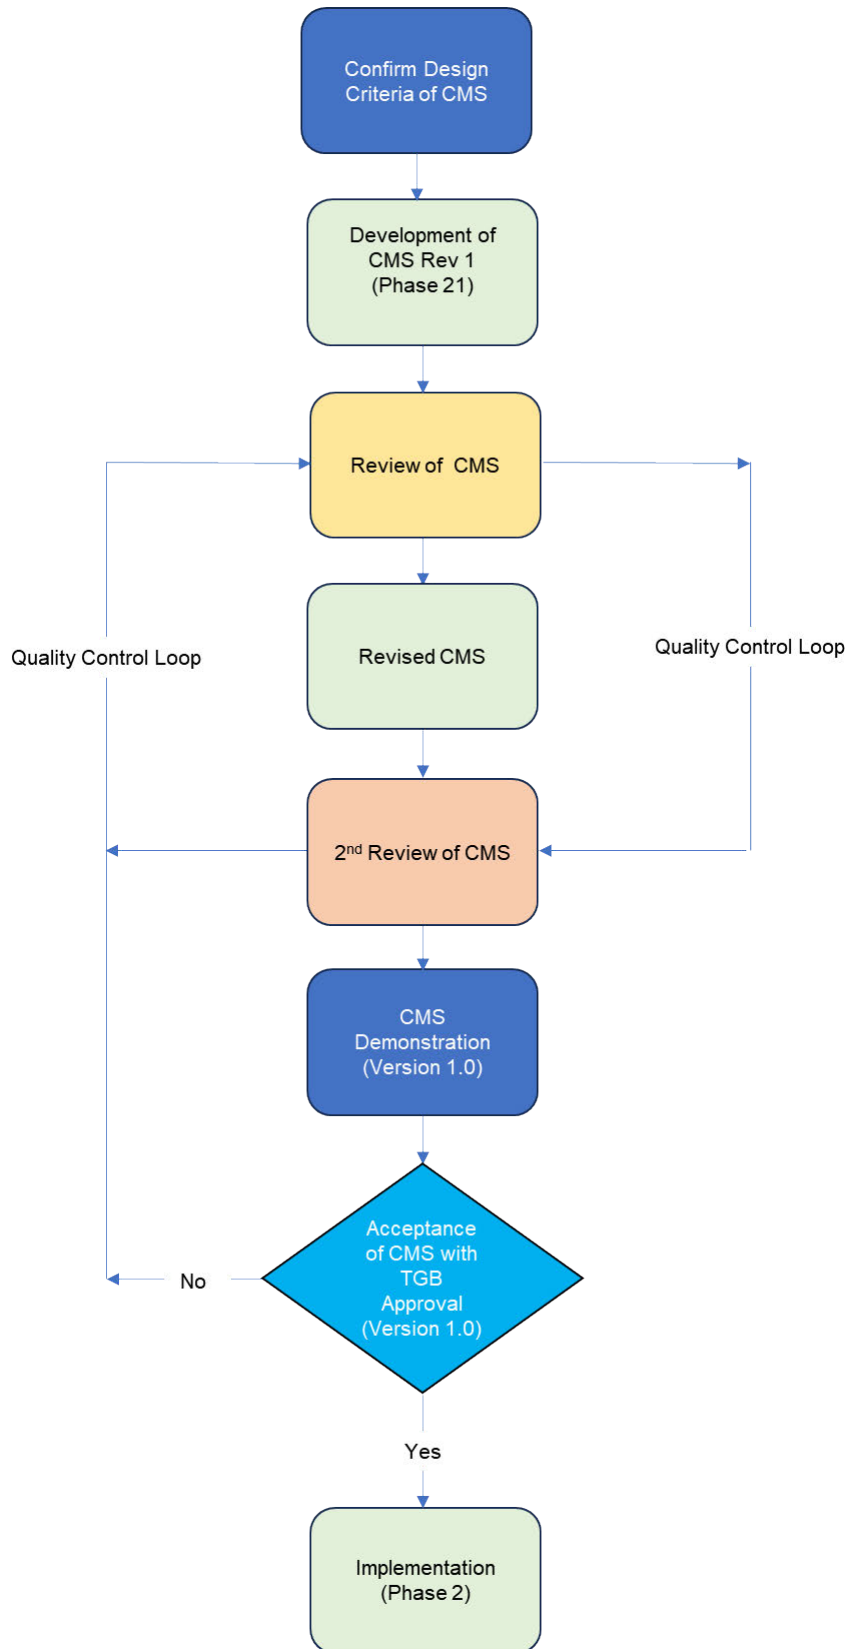 Confirm Design
Criteria of CMS
Development of
CMS Rev 1
(Phase 21)
Review of CMS
Quality Control Loop
Quality Control Loop
Revised CMS
2nd Review of CMS
CMS
Demonstration
(Version 1.0)
Acceptance
of CMS with
TGB
Approval
(Version 1.0)
No
Yes
Implementation
(Phase 2)